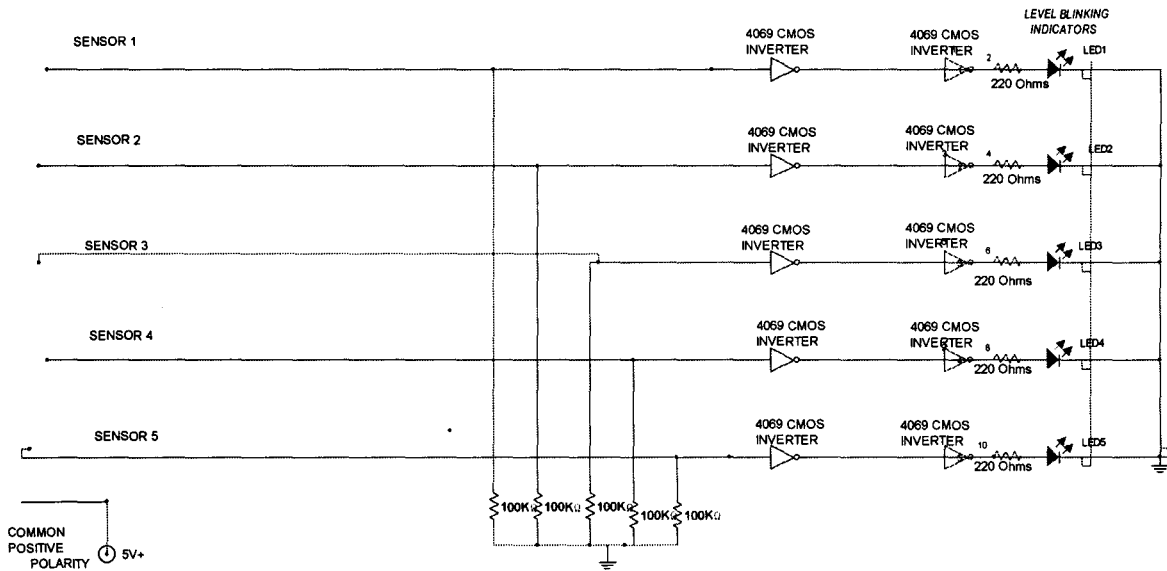 LEVEL BLINKING
INDICATORS
SENSOR 1
4069 CMOS
INVERTER
4069 CMOS
INVERTER
2
220 Ohms
LED1
SENSOR 2
4069 CMOS
INVERTER
4069 CMOS
INVERTER
4
220 Ohms
LED2
SENSOR 3
4069 CMOS
INVERTER
4069 CMOS
INVERTER
6
220 Ohms
LED3
SENSOR 4
4069 CMOS
INVERTER
4069 CMOS
INVERTER
220 Ohms
LED4
SENSOR 5
4069 CMOS
INVERTER
4069 CMOS
INVERTER
10
220 Ohms
LED5
100KΩ 100KΩ 100KΩ 100KΩ 100KΩ
COMMON
POSITIVE
POLARITY
5V+